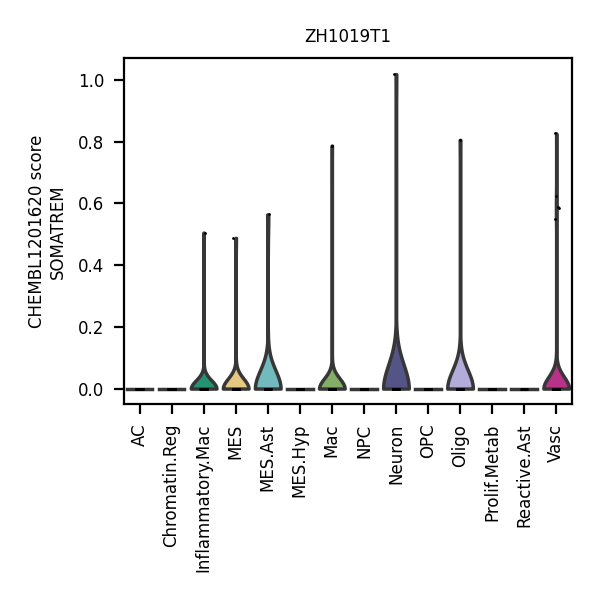 ZH1019T1
CHEMBL1201620 score
SOMATREM
1.0
0.8
0.6
0.4
0.2
0.0
AC
Chromatin.Reg
Inflammatory.Mac
MES
MES.Ast
MES.Hyp
Mac
NPC
Neuron
OPC
Oligo
Prolif.Metab
Reactive.Ast
Vasc